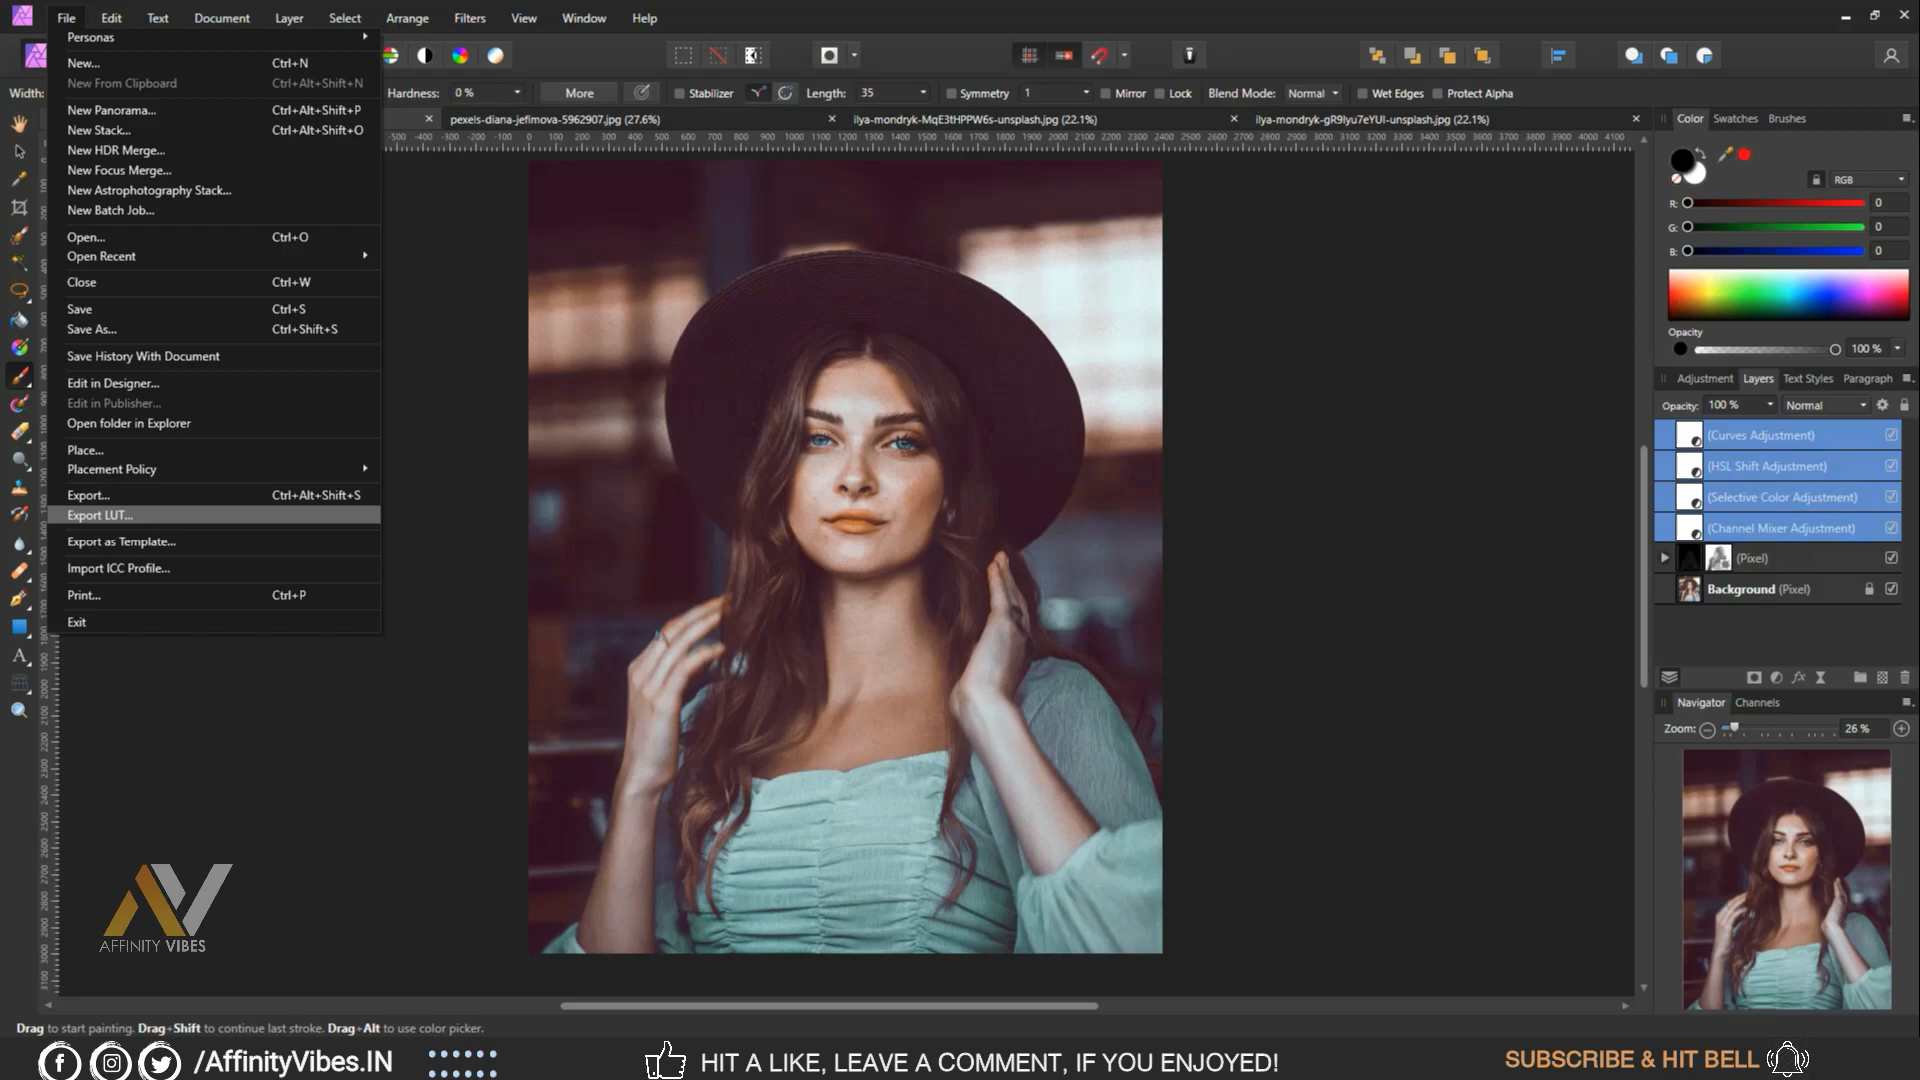 File Edit Text Document Layer Select Arrange Filters View Window Help
Personas
New... Ctrl+N
New From Clipboard Ctrl+Alt+Shift+N
New Panorama... Ctrl+Alt+Shift+P
New Stack... Ctrl+Alt+Shift+O
New HDR Merge...
New Focus Merge...
New Astrophotography Stack...
New Batch Job...
Open... Ctrl+O
Open Recent
Close Ctrl+W
Save Ctrl+S
Save As... Ctrl+Shift+S
Save History With Document
Edit in Designer...
Edit in Publisher...
Open folder in Explorer
Place...
Placement Policy
Export... Ctrl+Alt+Shift+S
Export LUT...
Export as Template...
Import ICC Profile...
Print... Ctrl+P
Exit
Width: Hardness: 0 % More Stabilizer Length: 35 Symmetry 1 Mirror Lock Blend Mode: Normal Wet Edges Protect Alpha
pexels-diana-jefimova-5962907.jpg (27.6%) ilya-mondryk-MqE3tHPPW6s-unsplash.jpg (22.1%) ilya-mondryk-gR9lyu7eYUI-unsplash.jpg (22.1%)
Color Swatches Brushes
RGB
R: 0
G: 0
B: 0
Opacity
100 %
Adjustment Layers Text Styles Paragraph
Opacity: 100 % Normal
(Curves Adjustment)
(HSL Shift Adjustment)
(Selective Color Adjustment)
(Channel Mixer Adjustment)
(Pixel)
Background (Pixel)
Navigator Channels
Zoom: 26 %
AV
AFFINITY VIBES
Drag to start painting. Drag+Shift to continue last stroke. Drag+Alt to use color picker.
/AffinityVibes.IN
HIT A LIKE, LEAVE A COMMENT, IF YOU ENJOYED!
SUBSCRIBE & HIT BELL